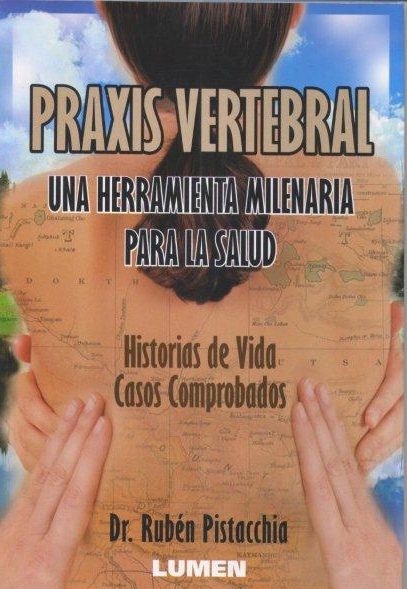 PRAXIS VERTEBRAL
UNA HERRAMIENTA MILENARIA
PARA LA SALUD
Historias de Vida
Casos Comprobados
Dr. Rubén Pistacchia
LUMEN